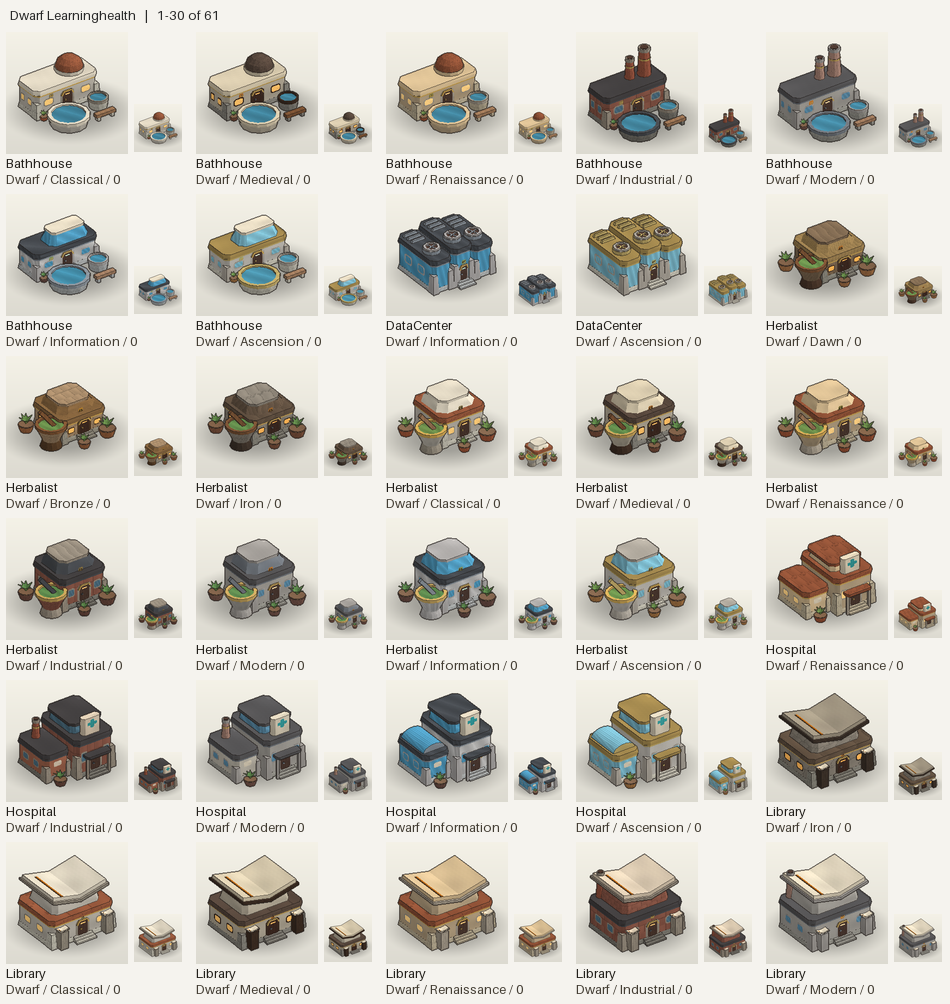 Dwarf Learninghealth | 1-30 of 61
Bathhouse
Dwarf / Classical / 0
Bathhouse
Dwarf / Medieval / 0
Bathhouse
Dwarf / Renaissance / 0
Bathhouse
Dwarf / Industrial / 0
Bathhouse
Dwarf / Modern / 0
Bathhouse
Dwarf / Information / 0
Bathhouse
Dwarf / Ascension / 0
DataCenter
Dwarf / Information / 0
DataCenter
Dwarf / Ascension / 0
Herbalist
Dwarf / Dawn / 0
Herbalist
Dwarf / Bronze / 0
Herbalist
Dwarf / Iron / 0
Herbalist
Dwarf / Classical / 0
Herbalist
Dwarf / Medieval / 0
Herbalist
Dwarf / Renaissance / 0
Herbalist
Dwarf / Industrial / 0
Herbalist
Dwarf / Modern / 0
Herbalist
Dwarf / Information / 0
Herbalist
Dwarf / Ascension / 0
Hospital
Dwarf / Renaissance / 0
Hospital
Dwarf / Industrial / 0
Hospital
Dwarf / Modern / 0
Hospital
Dwarf / Information / 0
Hospital
Dwarf / Ascension / 0
Library
Dwarf / Iron / 0
Library
Dwarf / Classical / 0
Library
Dwarf / Medieval / 0
Library
Dwarf / Renaissance / 0
Library
Dwarf / Industrial / 0
Library
Dwarf / Modern / 0